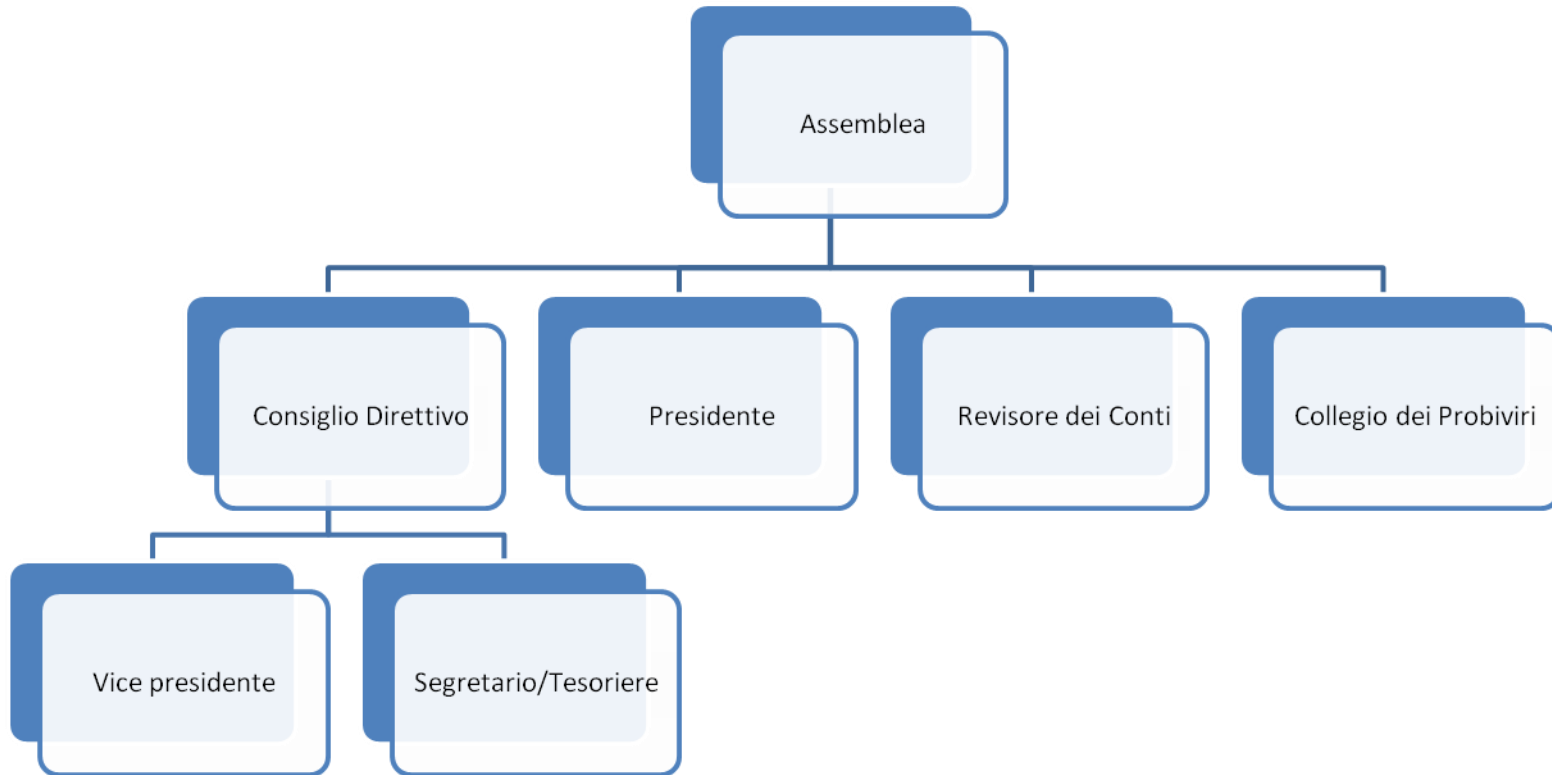 Assemblea
Consiglio Direttivo
Presidente
Revisore dei Conti
Collegio dei Probiviri
Vice presidente
Segretario/Tesoriere